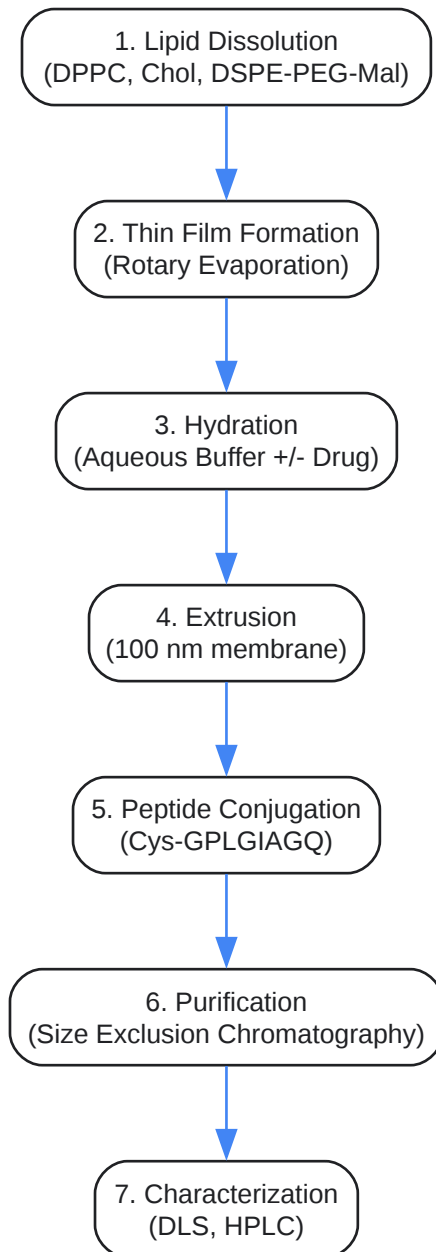 1. Lipid Dissolution
(DPPC, Chol, DSPE-PEG-Mal)
2. Thin Film Formation
(Rotary Evaporation)
3. Hydration
(Aqueous Buffer +/- Drug)
4. Extrusion
(100 nm membrane)
5. Peptide Conjugation
(Cys-GPLGIAGQ)
6. Purification
(Size Exclusion Chromatography)
7. Characterization
(DLS, HPLC)